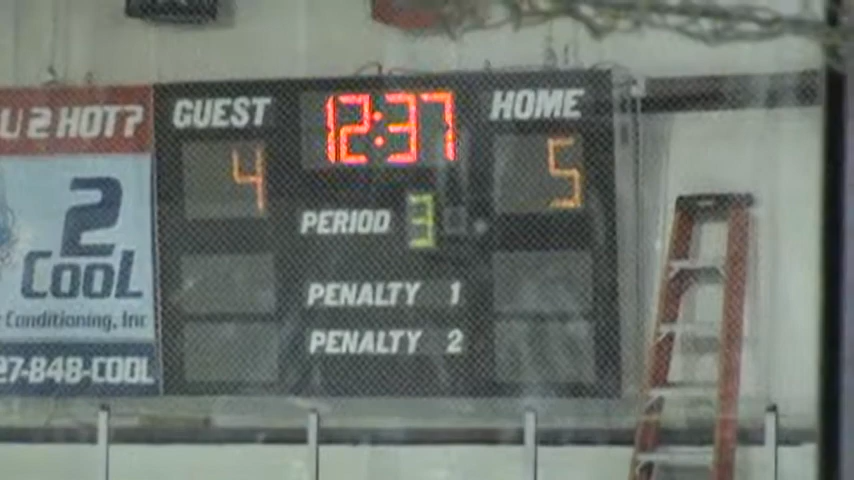 U 2 HOT?
2
COOL
Conditioning, Inc
27-848-COOL
GUEST
12:37
HOME
4
5
PERIOD 3
PENALTY 1
PENALTY 2